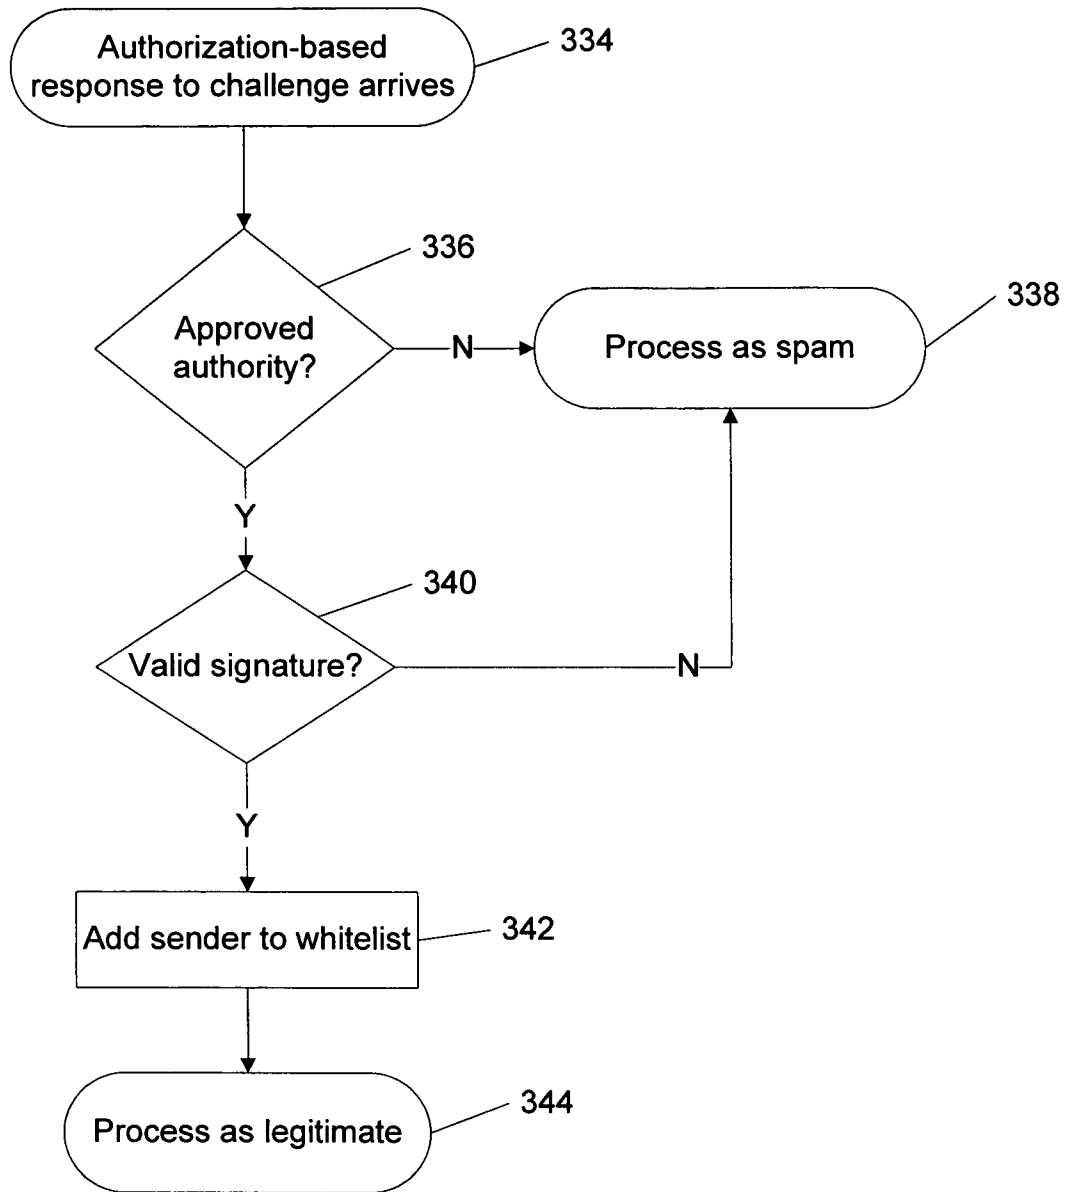 Authorization-based
response to challenge arrives
334
336
Approved
authority?
N
Process as spam
338
Y
340
Valid signature?
N
Y
Add sender to whitelist
342
Process as legitimate
344